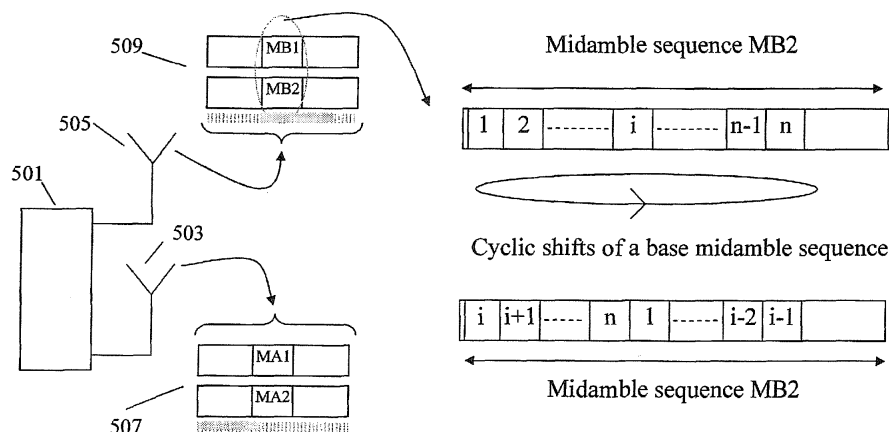 509
MB1
MB2
505
501
503
MA1
MA2
507
Midamble sequence MB2
1 2 -------- i -------- n-1 n
Cyclic shifts of a base midamble sequence
i i+1 ----- n 1 ------ i-2 i-1
Midamble sequence MB2